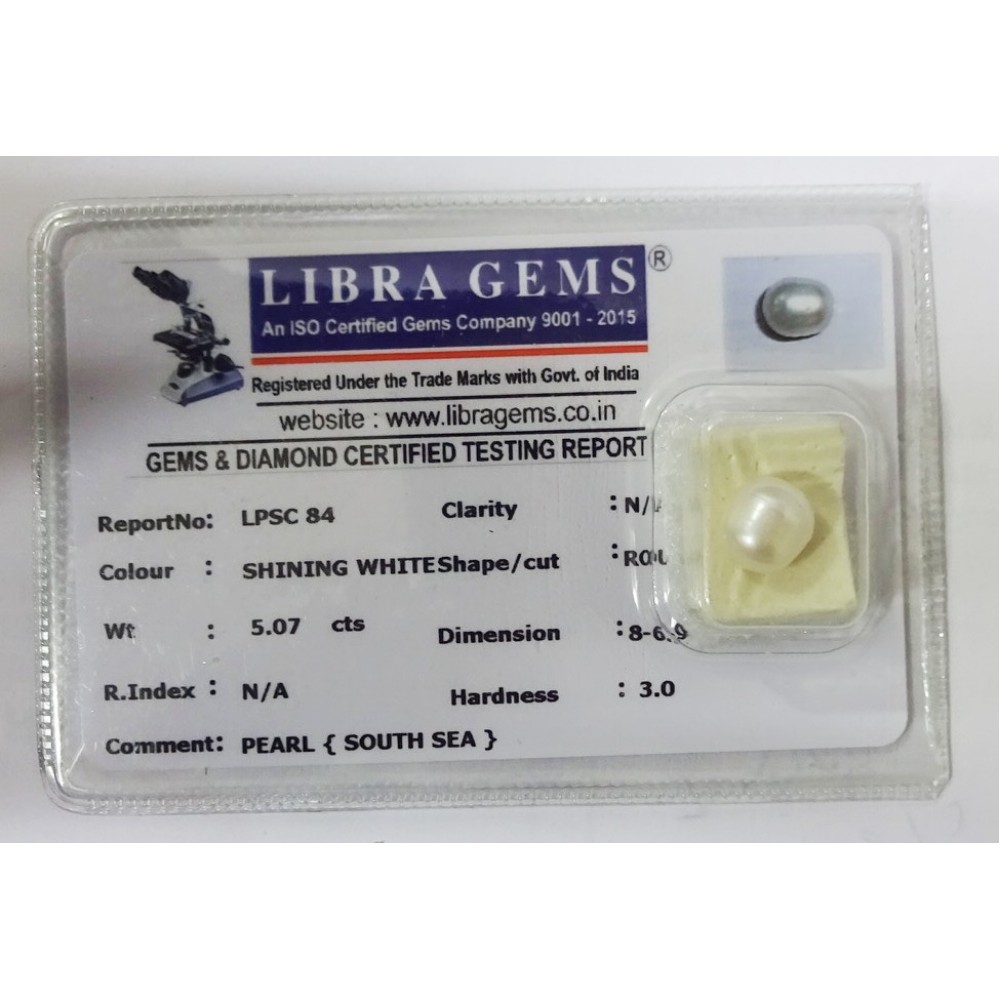 LIBRA GEMS ®
An ISO Certified Gems Company 9001 - 2015
Registered Under the Trade Marks with Govt. of India
website : www.libragems.co.in
GEMS & DIAMOND CERTIFIED TESTING REPORT
ReportNo: LPSC 84 Clarity :
Colour : SHINING WHITE Shape/cut :
Wt : 5.07 cts Dimension :
R.Index : N/A Hardness : 3.0
Comment: PEARL { SOUTH SEA }